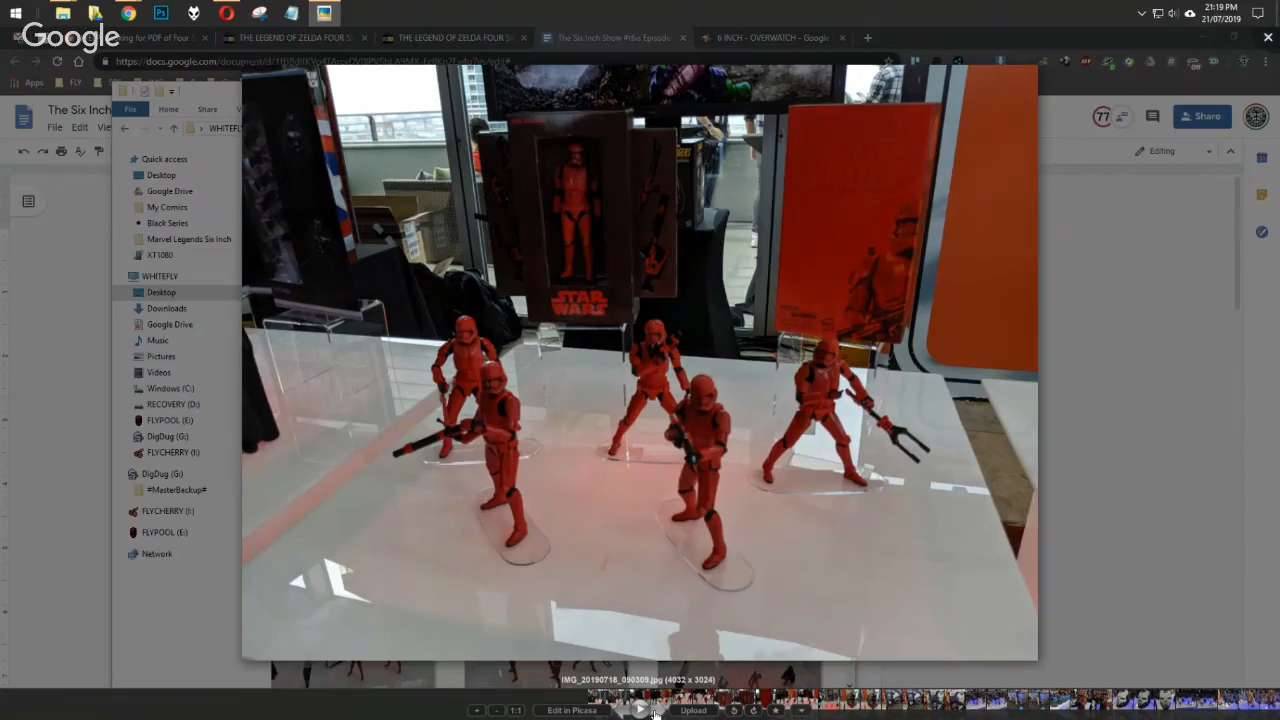 21:19 PM
21/07/2019
Google
THE LEGEND OF ZELDA FOUR S
THE LEGEND OF ZELDA FOUR S
The Six Inch Show #tsis Episode
6 INCH - OVERWATCH - Google
Apps
FLY
The Six Inch
File
Edit
View
File
Home
Share
WHITEFLY
77
Share
Editing
Quick access
Desktop
Google Drive
My Comics
Black Series
Marvel Legends Six Inch
XT1080
WHITEFLY
Desktop
Downloads
Google Drive
Music
Pictures
Videos
Windows (C:)
RECOVERY (D:)
FLYPOOL (E:)
DigDug (G:)
FLYCHERRY (I:)
DigDug (G:)
#MasterBackup#
FLYCHERRY (I:)
FLYPOOL (E:)
Network
STAR
WARS
IMG_20190718_090309.jpg (4032 x 3024)
1:1
Edit in Picasa
Upload